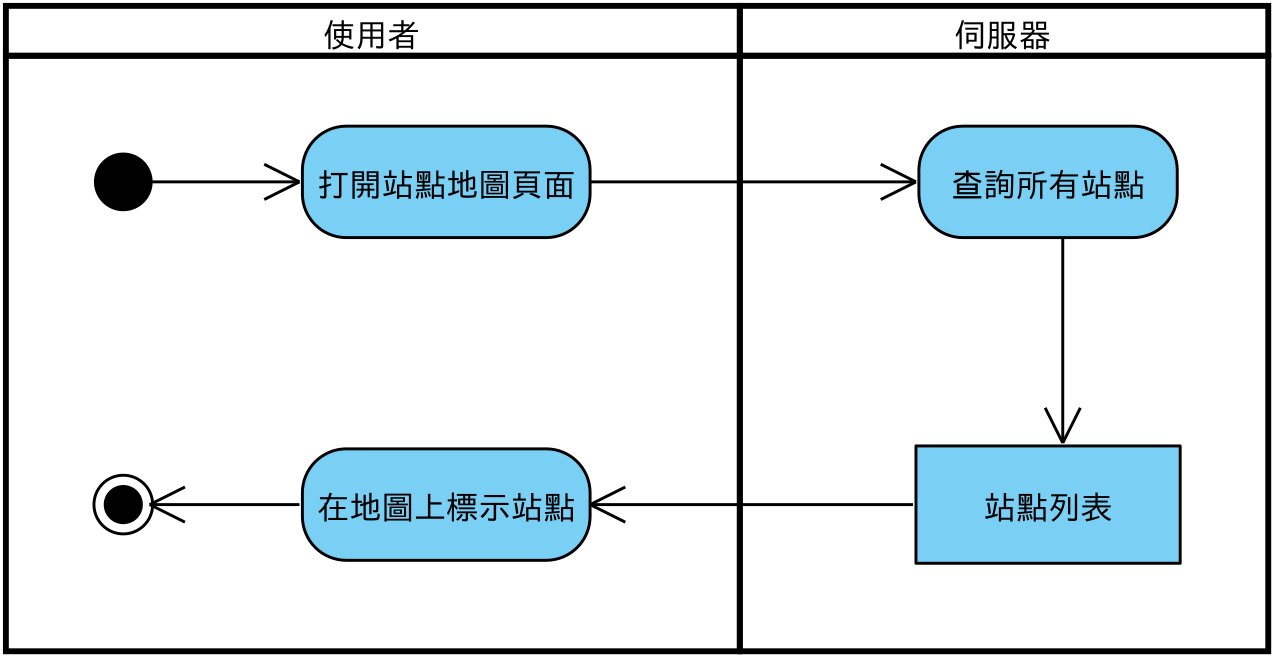 使用者
伺服器
打開站點地圖頁面
查詢所有站點
在地圖上標示站點
站點列表